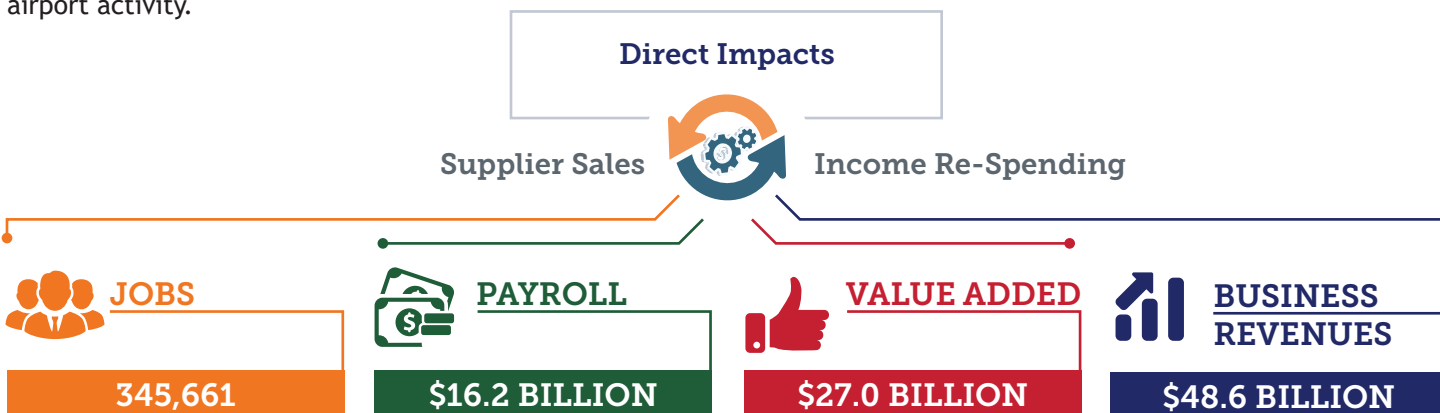 airport activity.
Direct Impacts
Supplier Sales
Income Re-Spending
JOBS
345,661
PAYROLL
$16.2 BILLION
VALUE ADDED
$27.0 BILLION
BUSINESS
REVENUES
$48.6 BILLION